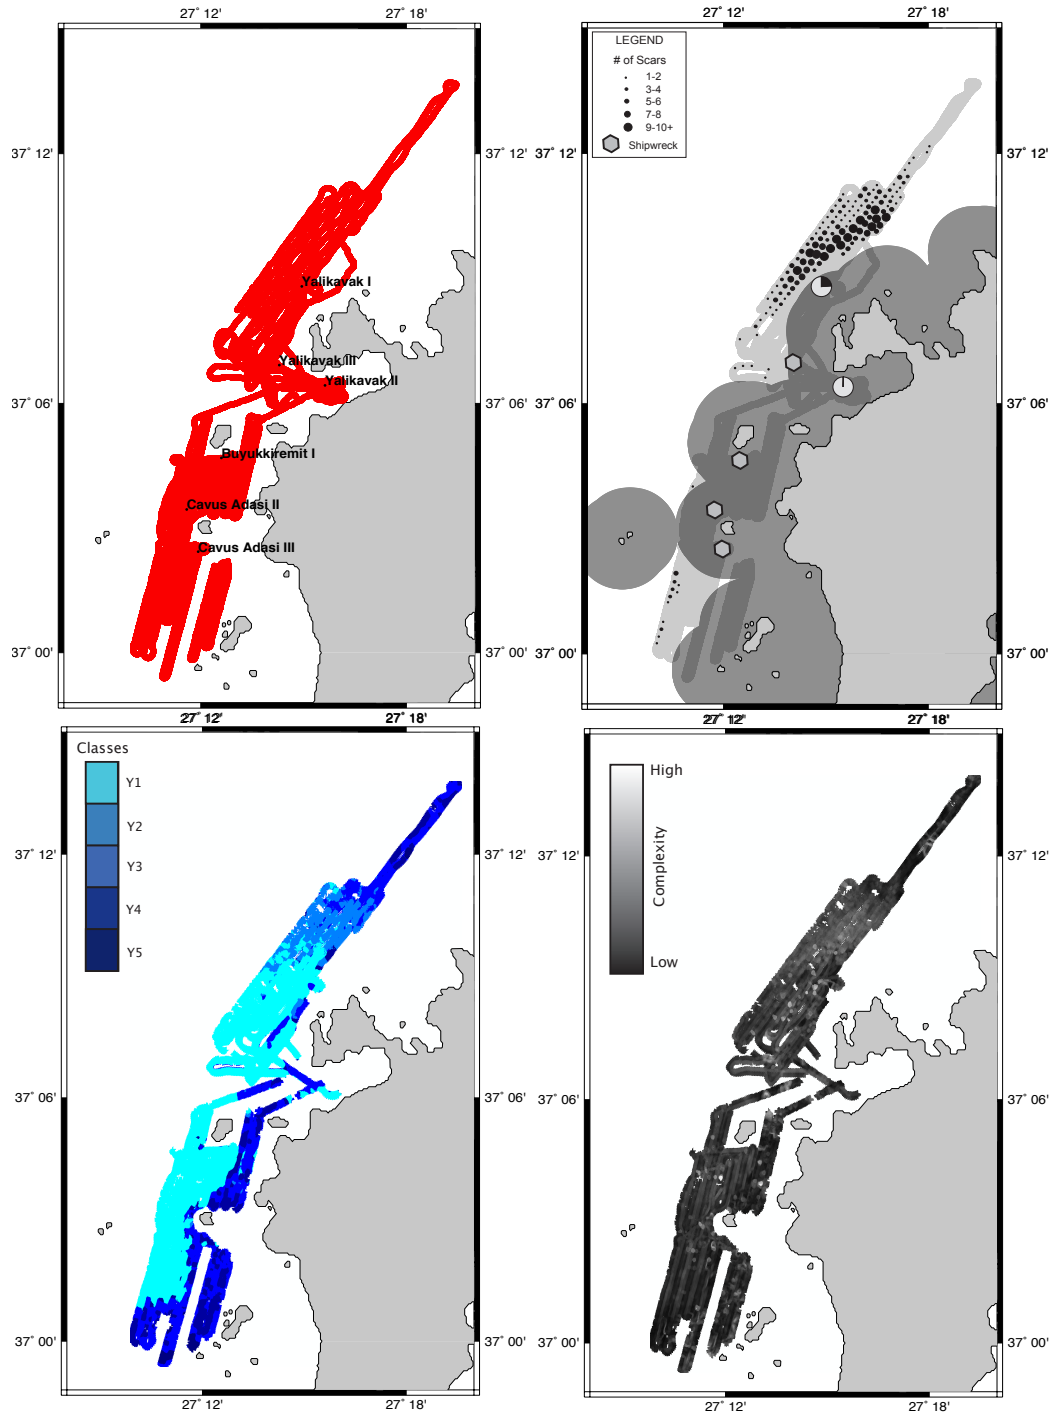 27° 12'
27° 18'
37° 12'
37° 12'
Yalikavak I
Yalikavak III
Yalikavak II
37° 06'
37° 06'
Buyukkiremit I
Cavus Adasi II
Cavus Adasi III
37° 00'
37° 00'
27° 12'
27° 18'
27° 12'
27° 18'
LEGEND
# of Scars
1-2
3-4
5-6
7-8
9-10+
Shipwreck
37° 12'
37° 12'
37° 06'
37° 06'
37° 00'
37° 00'
27° 12'
27° 18'
Classes
Y1
Y2
Y3
Y4
Y5
37° 12'
37° 12'
37° 06'
37° 06'
37° 00'
37° 00'
27° 12'
27° 18'
High
Complexity
Low
37° 12'
37° 12'
37° 06'
37° 06'
37° 00'
37° 00'
27° 12'
27° 18'